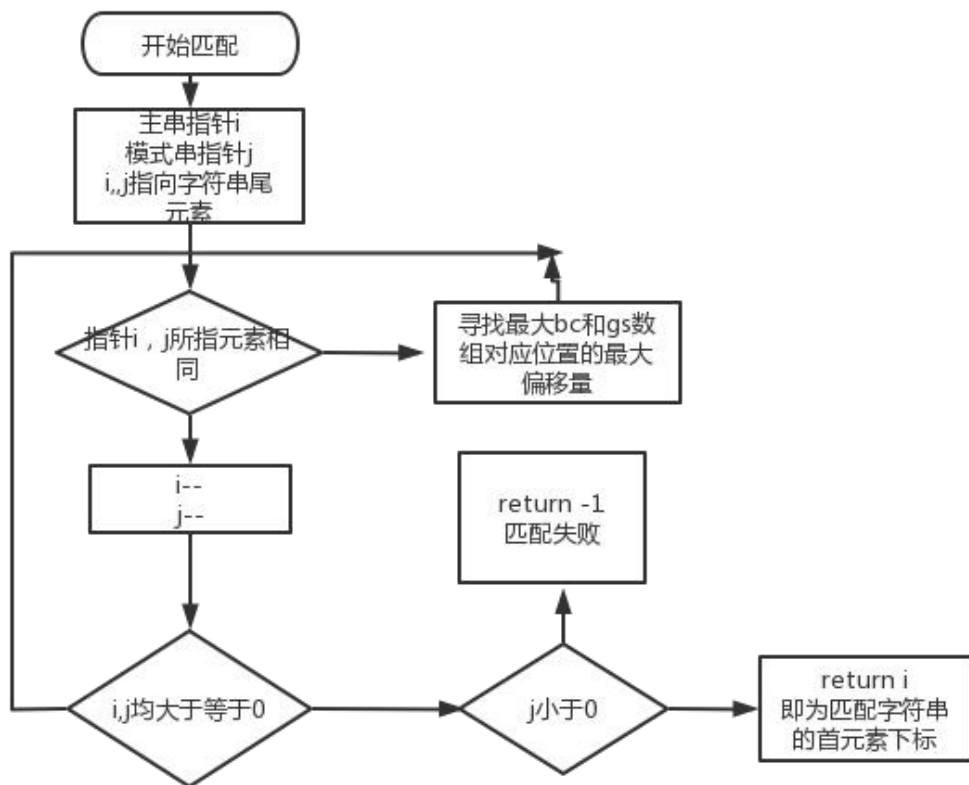 开始匹配
主串指针i
模式串指针j
i,,j指向字符串尾
元素
指针i，j所指元素相
同
寻找最大bc和gs数
组对应位置的最大
偏移量
i--
j--
return -1
匹配失败
i,j均大于等于0
j小于0
return i
即为匹配字符串
的首元素下标